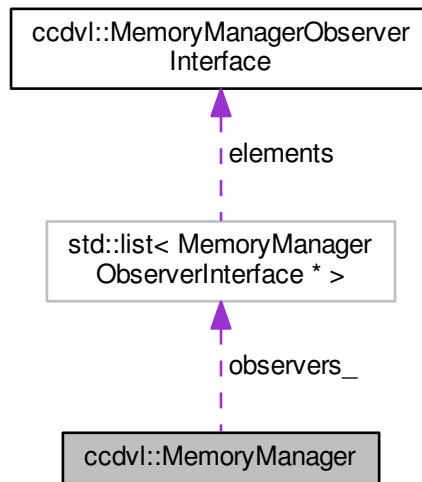 ccdvl::MemoryManagerObserver
Interface
elements
std::list< MemoryManager
ObserverInterface * >
observers_
ccdvl::MemoryManager